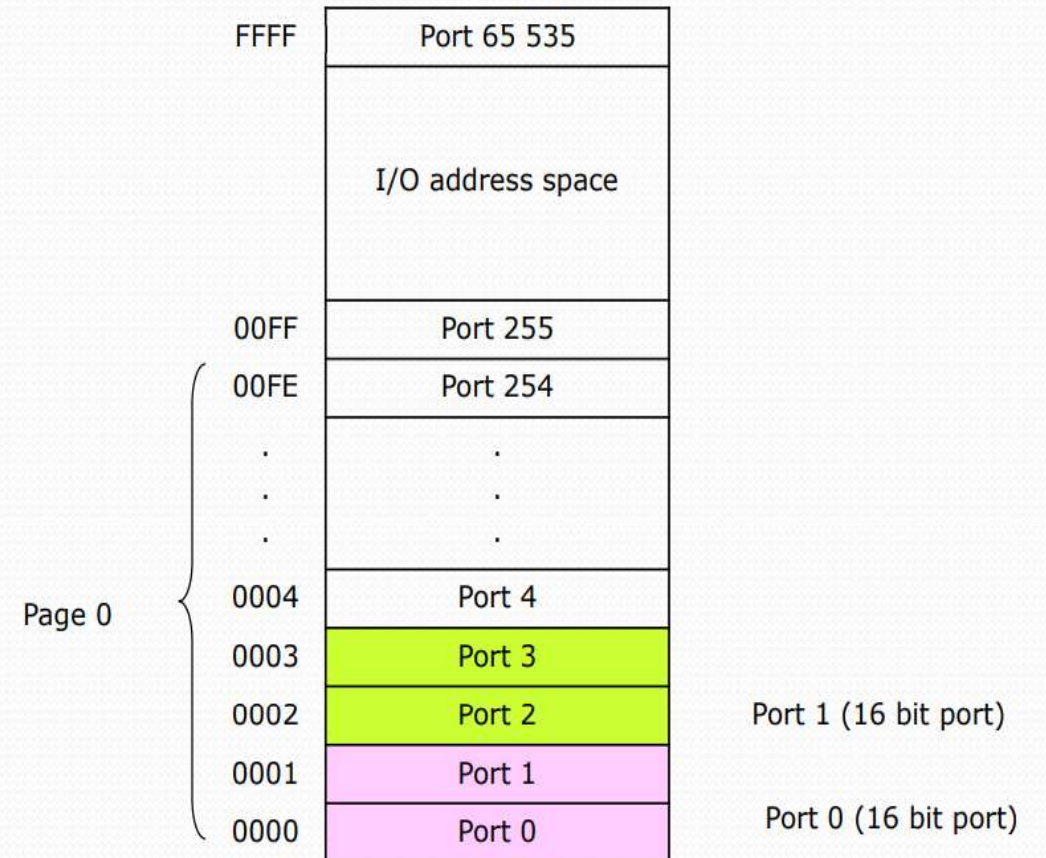 FFFF Port 65 535
I/O address space
00FF Port 255
00FE Port 254
. .
. .
. .
0004 Port 4
Page 0
0003 Port 3
0002 Port 2 Port 1 (16 bit port)
0001 Port 1
Port 0 (16 bit port)
0000 Port 0